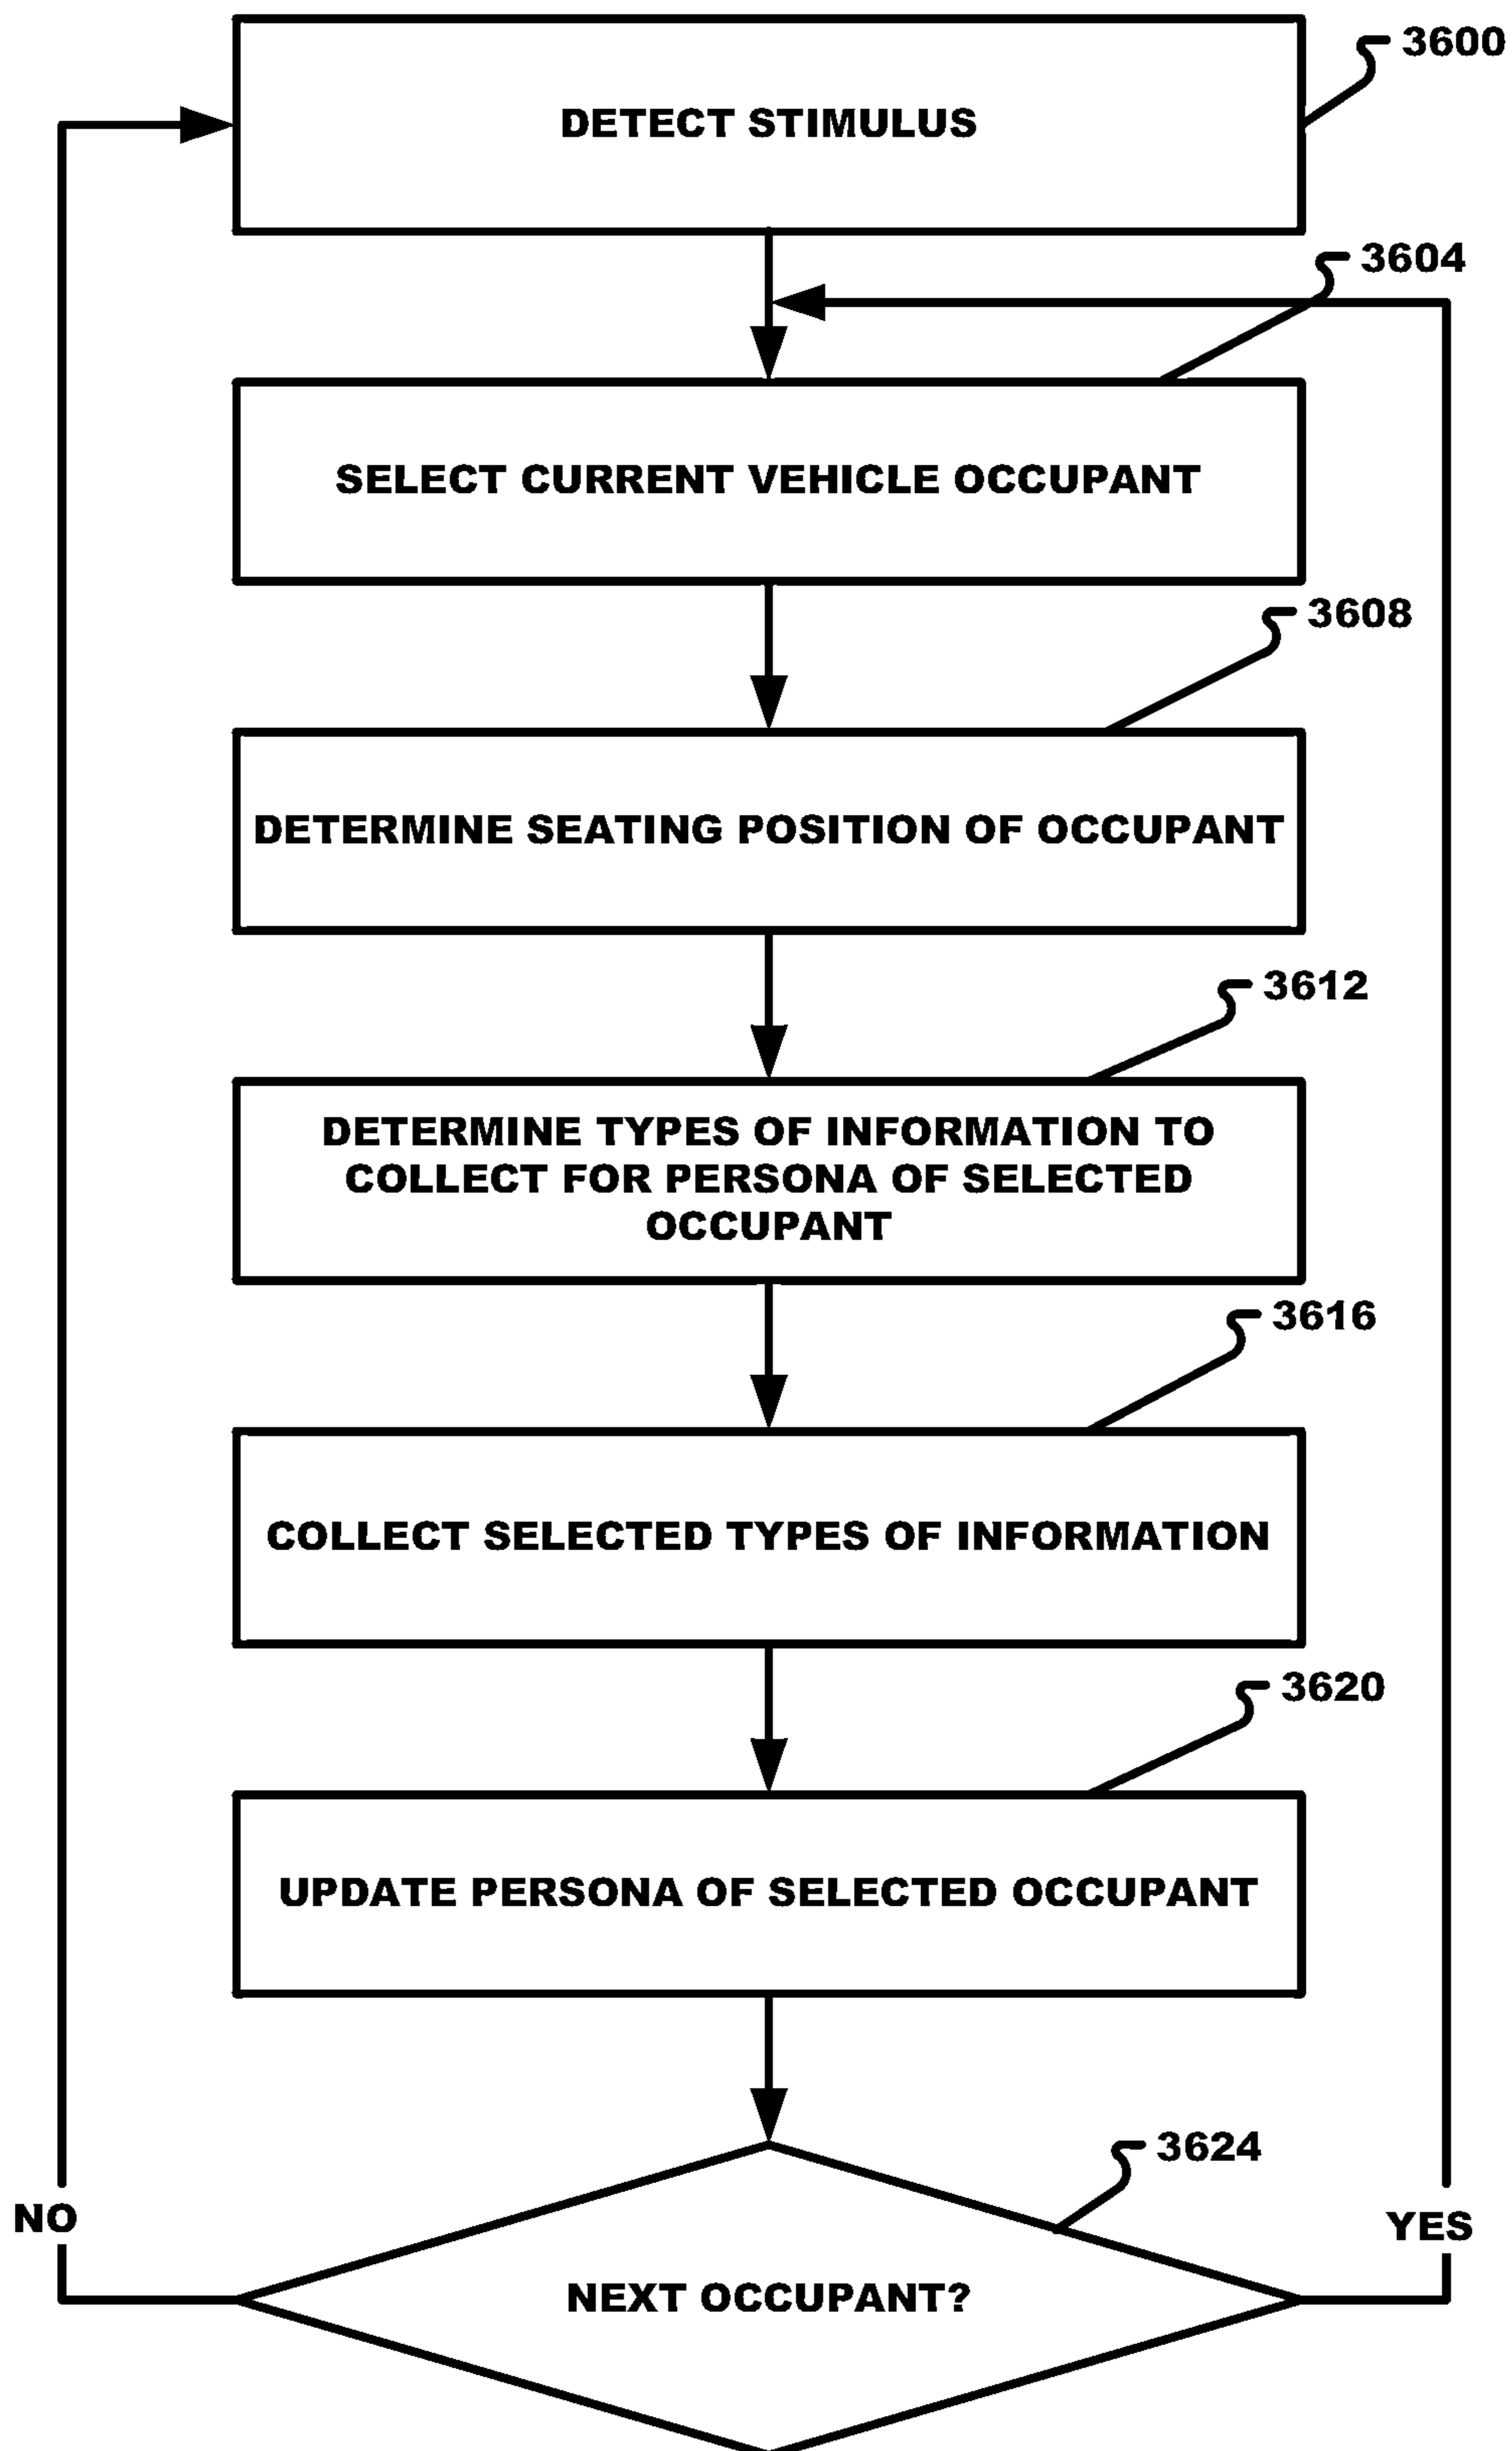 3600
DETECT STIMULUS
3604
SELECT CURRENT VEHICLE OCCUPANT
3608
DETERMINE SEATING POSITION OF OCCUPANT
3612
DETERMINE TYPES OF INFORMATION TO
COLLECT FOR PERSONA OF SELECTED
OCCUPANT
3616
COLLECT SELECTED TYPES OF INFORMATION
3620
UPDATE PERSONA OF SELECTED OCCUPANT
3624
NO
YES
NEXT OCCUPANT?